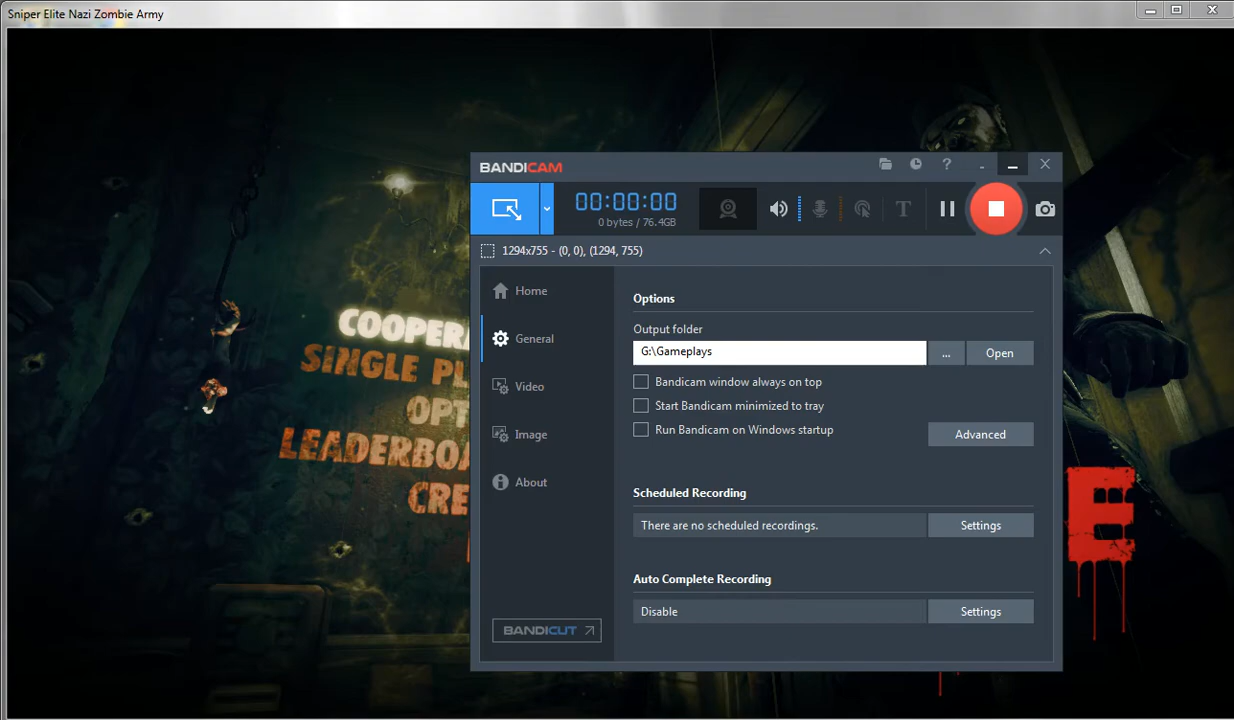 Sniper Elite Nazi Zombie Army
BANDICAM
00:00:00
0 bytes / 76.4GB
1294x755 - (0, 0), (1294, 755)
Home
General
Video
Image
About
BANDICUT
Options
Output folder
G:\Gameplays
...
Open
Bandicam window always on top
Start Bandicam minimized to tray
Run Bandicam on Windows startup
Advanced
Scheduled Recording
There are no scheduled recordings.
Settings
Auto Complete Recording
Disable
Settings
COOPERA
SINGLE PL
OPT
LEADERBOA
CRE
E